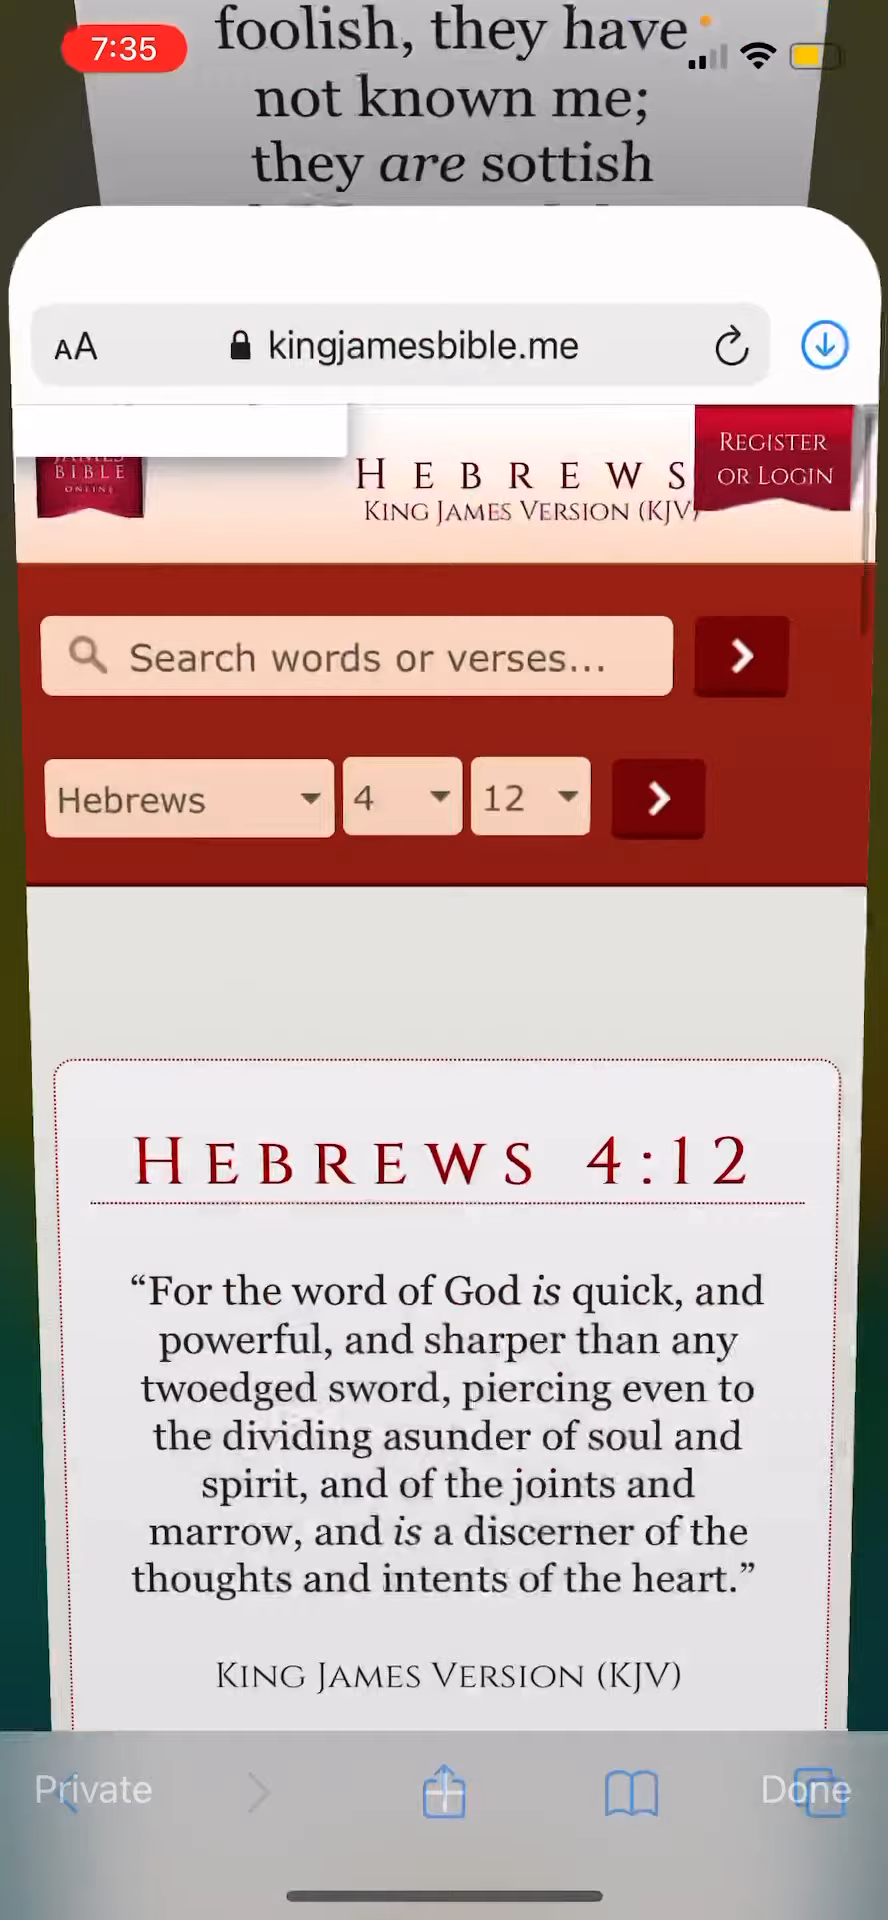 foolish, they have
7:35
not known me;
they are sottish
AA kingjamesbible.me
BIBLE
ONLINE
HEBREWS
KING JAMES VERSION (KJV)
REGISTER
OR LOGIN
Search words or verses...
Hebrews 4 12
HEBREWS 4:12
“For the word of God is quick, and
powerful, and sharper than any
twoedged sword, piercing even to
the dividing asunder of soul and
spirit, and of the joints and
marrow, and is a discerner of the
thoughts and intents of the heart.”
KING JAMES VERSION (KJV)
Private Done